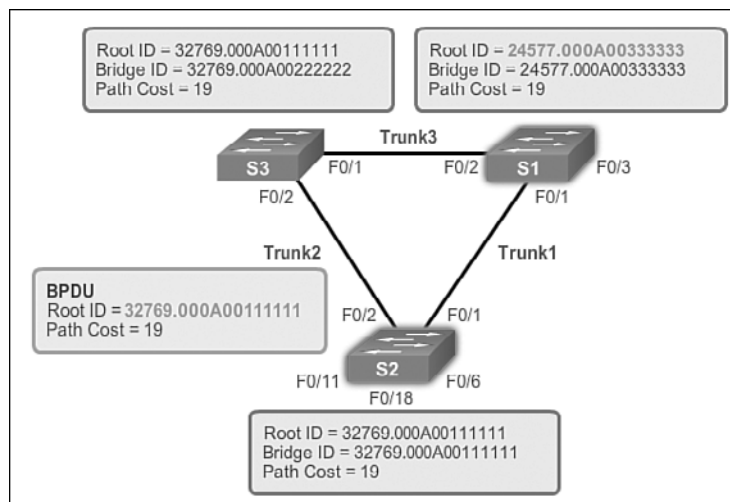 Root ID = 32769.000A00111111
Bridge ID = 32769.000A00222222
Path Cost = 19
Root ID = 24577.000A00333333
Bridge ID = 24577.000A00333333
Path Cost = 19
Trunk3
S3
F0/1
F0/2
S1
F0/3
F0/2
F0/1
Trunk2
Trunk1
BPDU
Root ID = 32769.000A00111111
Path Cost = 19
F0/2
F0/1
S2
F0/11
F0/6
F0/18
Root ID = 32769.000A00111111
Bridge ID = 32769.000A00111111
Path Cost = 19